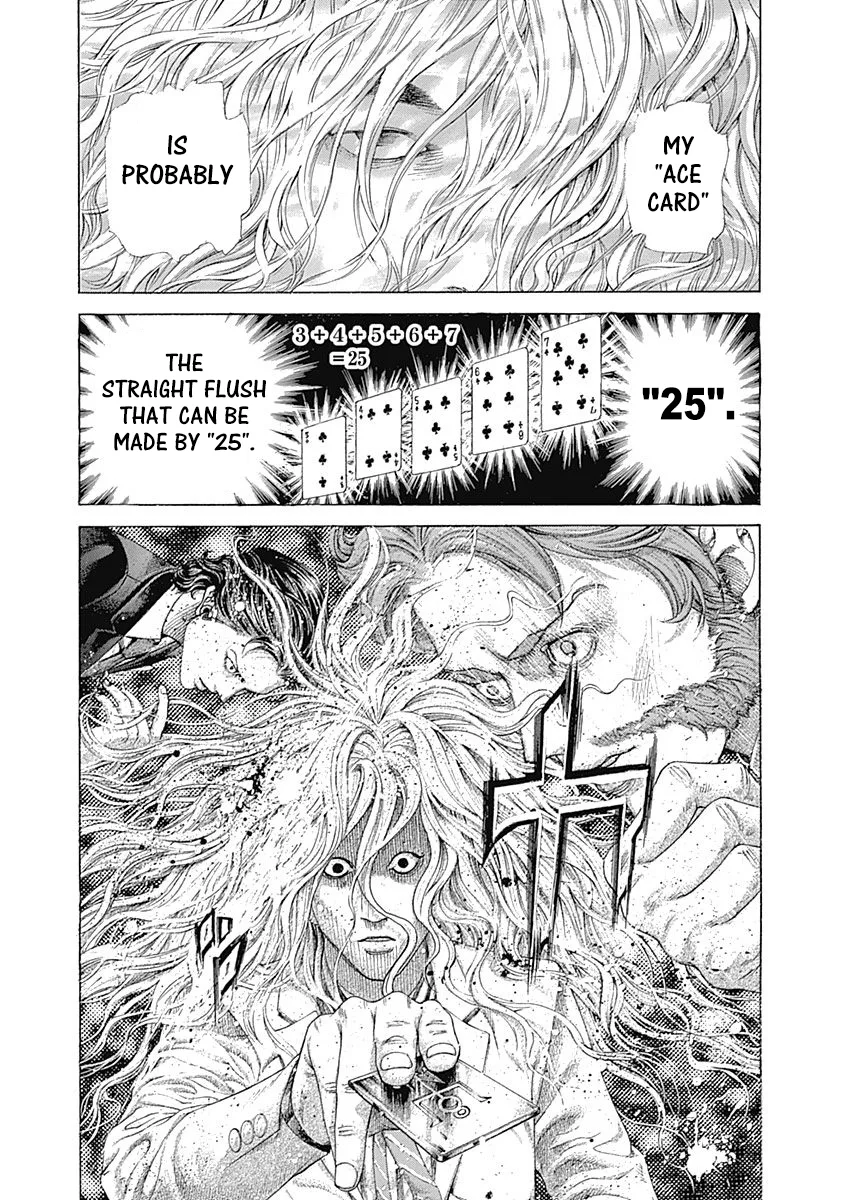 MY
"ACE
CARD"
IS
PROBABLY
"25".
3+4+5+6+7
=25
THE
STRAIGHT FLUSH
THAT CAN BE
MADE BY "25".